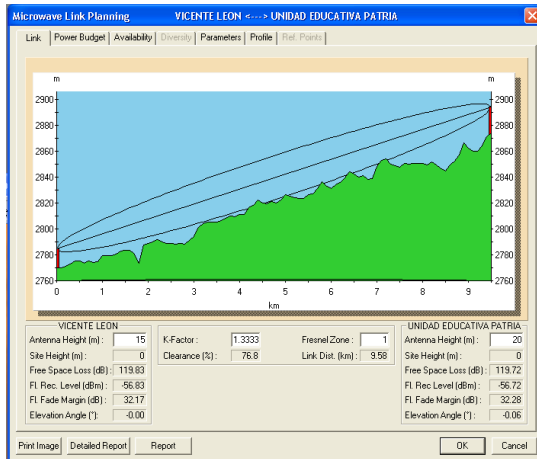 Microwave Link Planning VICENTE LEON <---> UNIDAD EDUCATIVA PATRIA
Link Power Budget Availability Diversity Parameters Profile Ref. Points
m m
2900 2900
2880 2880
2860 2860
2840 2840
2820 2820
2800 2800
2780 2780
2760 2760
0 1 2 3 4 5 6 7 8 9
km
VICENTE LEON
Antenna Height (m) : 15
Site Height (m) : 0
Free Space Loss (dB) : 119.83
Fl. Rec. Level (dBm) : -56.83
Fl. Fade Margin (dB) : 32.17
Elevation Angle (°): -0.00
K-Factor : 1.3333 Fresnel Zone : 1
Clearance (%) : 76.8 Link Dist. (km) : 9.58
UNIDAD EDUCATIVA PATRIA
Antenna Height (m) : 20
Site Height (m) : 0
Free Space Loss (dB) : 119.72
Fl. Rec. Level (dBm) : -56.72
Fl. Fade Margin (dB) : 32.28
Elevation Angle (°): -0.06
Print Image Detailed Report Report OK Cancel